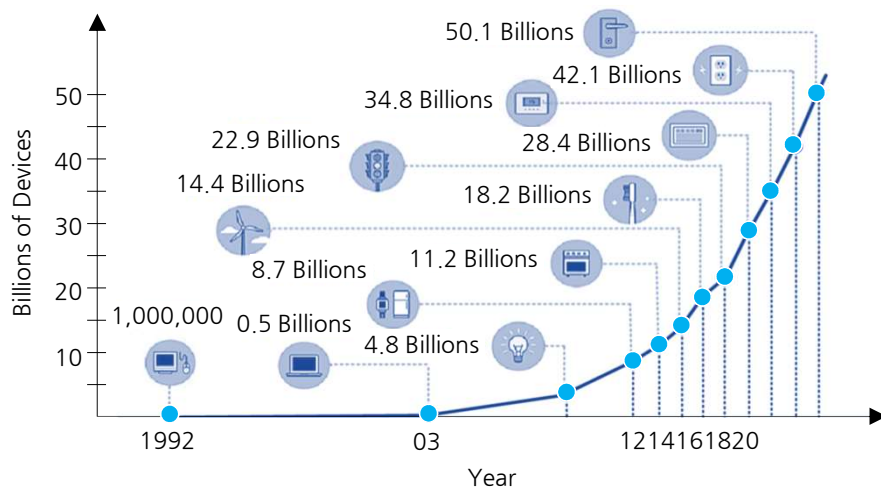 50.1 Billions
42.1 Billions
34.8 Billions
28.4 Billions
22.9 Billions
18.2 Billions
14.4 Billions
11.2 Billions
8.7 Billions
4.8 Billions
0.5 Billions
1,000,000
Billions of Devices
50
40
30
20
10
1992 03 1214161820
Year